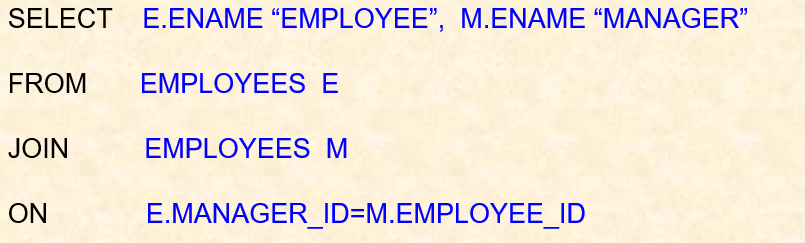 SELECT E.ENAME “EMPLOYEE”, M.ENAME “MANAGER”
FROM EMPLOYEES E
JOIN EMPLOYEES M
ON E.MANAGER_ID=M.EMPLOYEE_ID